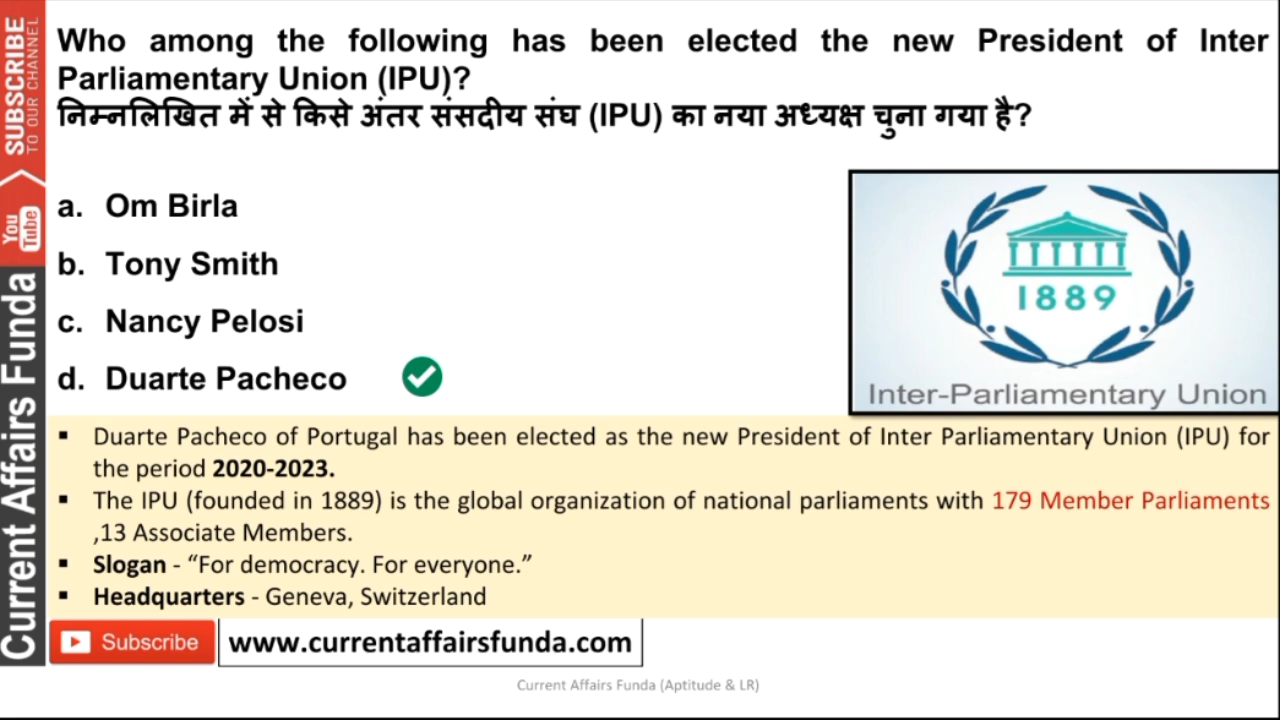 Who among the following has been elected the new President of Inter
Parliamentary Union (IPU)?
निम्नलिखित में से किसे अंतर संसदीय संघ (IPU) का नया अध्यक्ष चुना गया है?
a. Om Birla
b. Tony Smith
c. Nancy Pelosi
d. Duarte Pacheco
1889
Inter-Parliamentary Union
▪ Duarte Pacheco of Portugal has been elected as the new President of Inter Parliamentary Union (IPU) for
the period 2020-2023.
▪ The IPU (founded in 1889) is the global organization of national parliaments with 179 Member Parliaments
,13 Associate Members.
▪ Slogan - “For democracy. For everyone.”
▪ Headquarters - Geneva, Switzerland
Subscribe
www.currentaffairsfunda.com
Current Affairs Funda (Aptitude & LR)
SUBSCRIBE
TO OUR CHANNEL
You
Tube
Current Affairs Funda